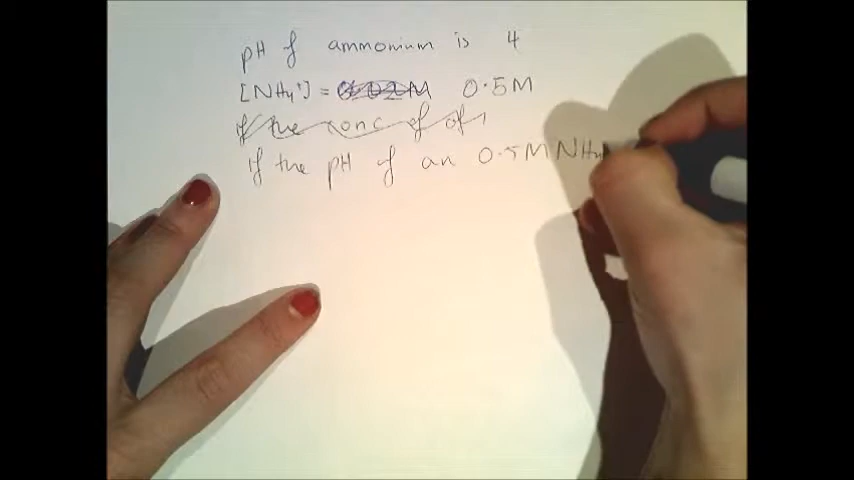 pH of ammonium is 4
[NH4+] = 0.02M 0.5M
if the conc of of
if the pH of an 0.5M NH4